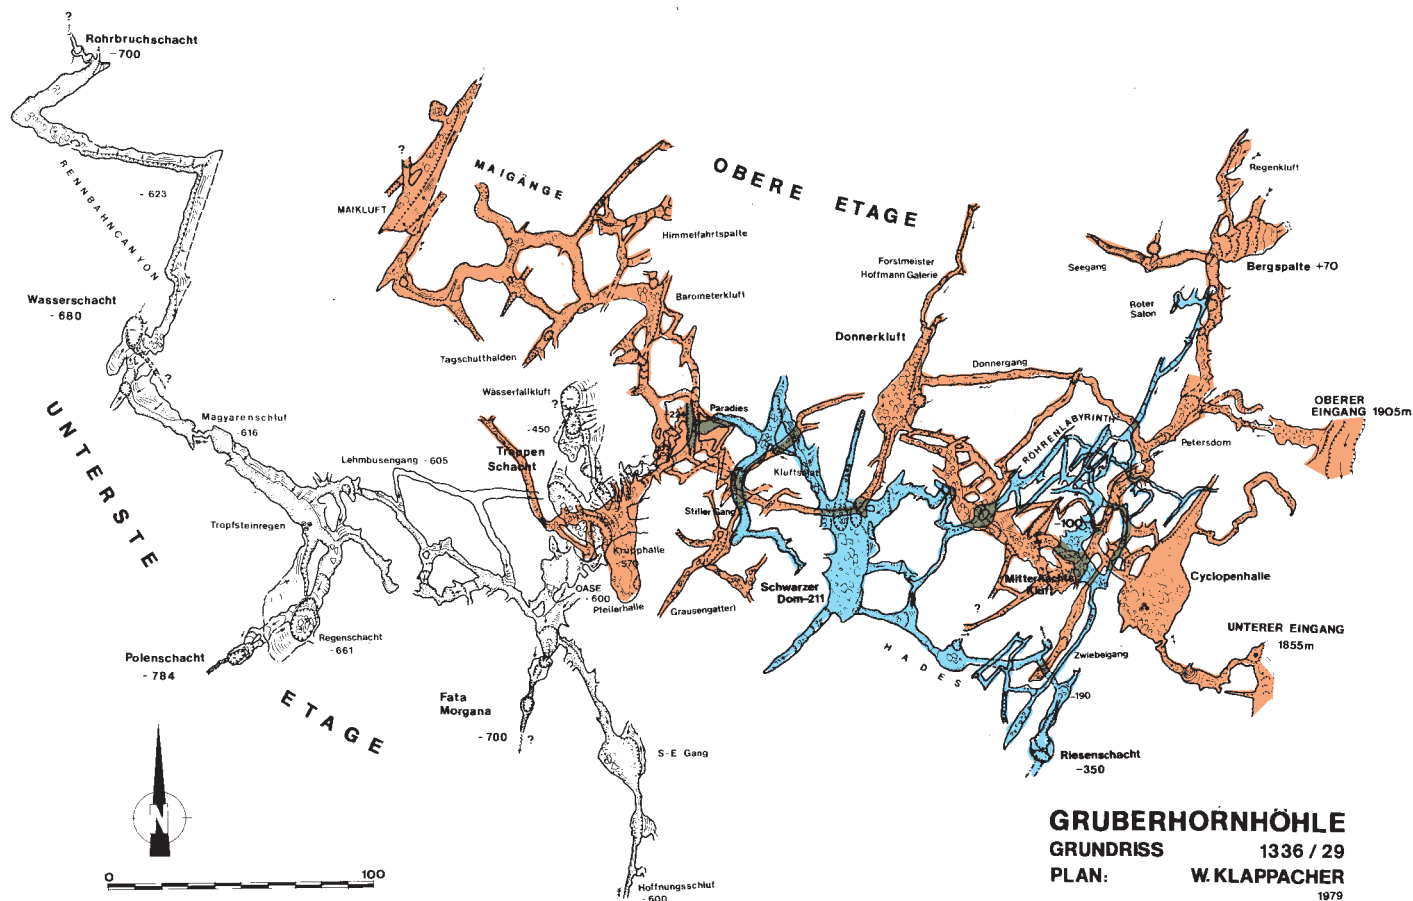 ?
Rohrbruchschacht
-700
RENNBAHNCANYON
- 623
Wasserschacht
- 680
?
Magyarenschluf
- 616
UNTERSTE
ETAGE
Lehmbusengang - 605
Tropfsteinregen
Regenschacht
- 661
Polenschacht
- 784
Fata
Morgana
- 700
?
S-E Gang
Hoffnungsschluf
- 600
?
MAIKLUFT
MAIGÄNGE
OBERE ETAGE
Himmelfahrtspalte
Barometerkluft
Tagschutthalden
Wasserfallkluft
?
- 450
Treppen
Schacht
Krupphalle
- 570
OASE
- 600
Pfeilerhalle
Paradies
Kluftsaal
Stiller Gang
Grausengatterl
Schwarzer
Dom-211
HADES
Forstmeister
Hoffmann Galerie
Donnerkluft
Donnergang
RÖHRENLABYRINTH
-100
Mitternachts
Kluft
?
Zwiebelgang
-190
Riesenschacht
-350
Regenkluft
Seegang
Bergspalte +70
Roter
Salon
Petersdom
OBERER
EINGANG 1905m
Cyclopenhalle
UNTERER EINGANG
1855m
N
0 100
GRUBERHORNHÖHLE
GRUNDRISS 1336 / 29
PLAN: W. KLAPPACHER
1979